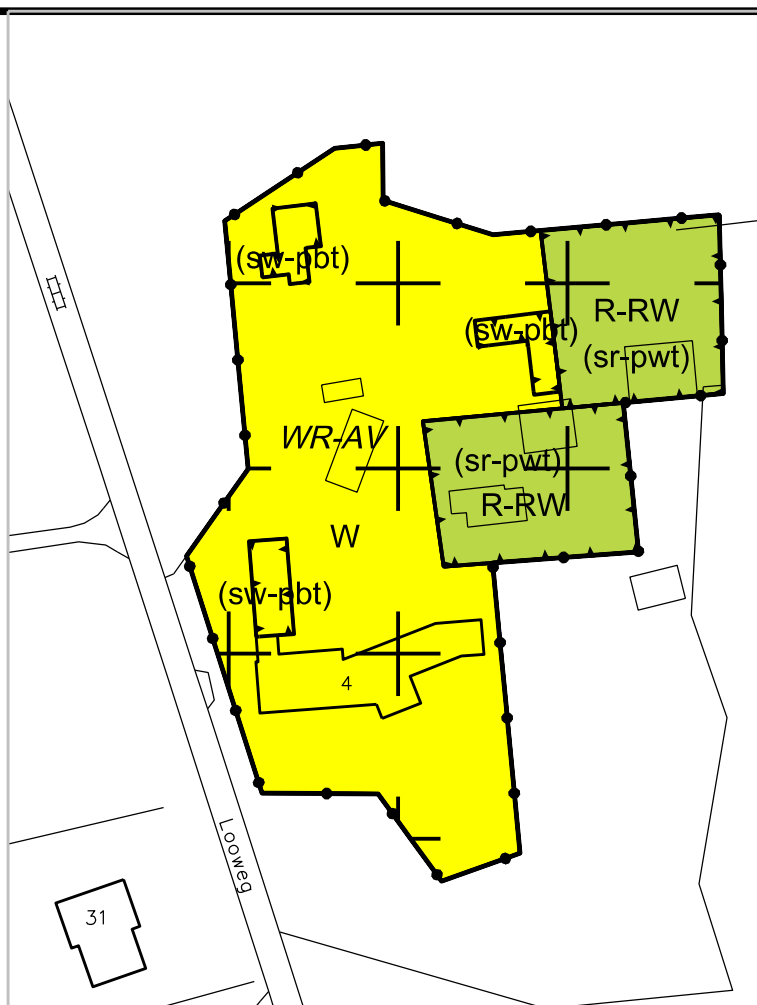 (sw-pbt)
R-RW
(sw-pbt)
(sr-pwt)
WR-AV
(sr-pwt)
R-RW
W
(sw-pbt)
4
Looweg
31